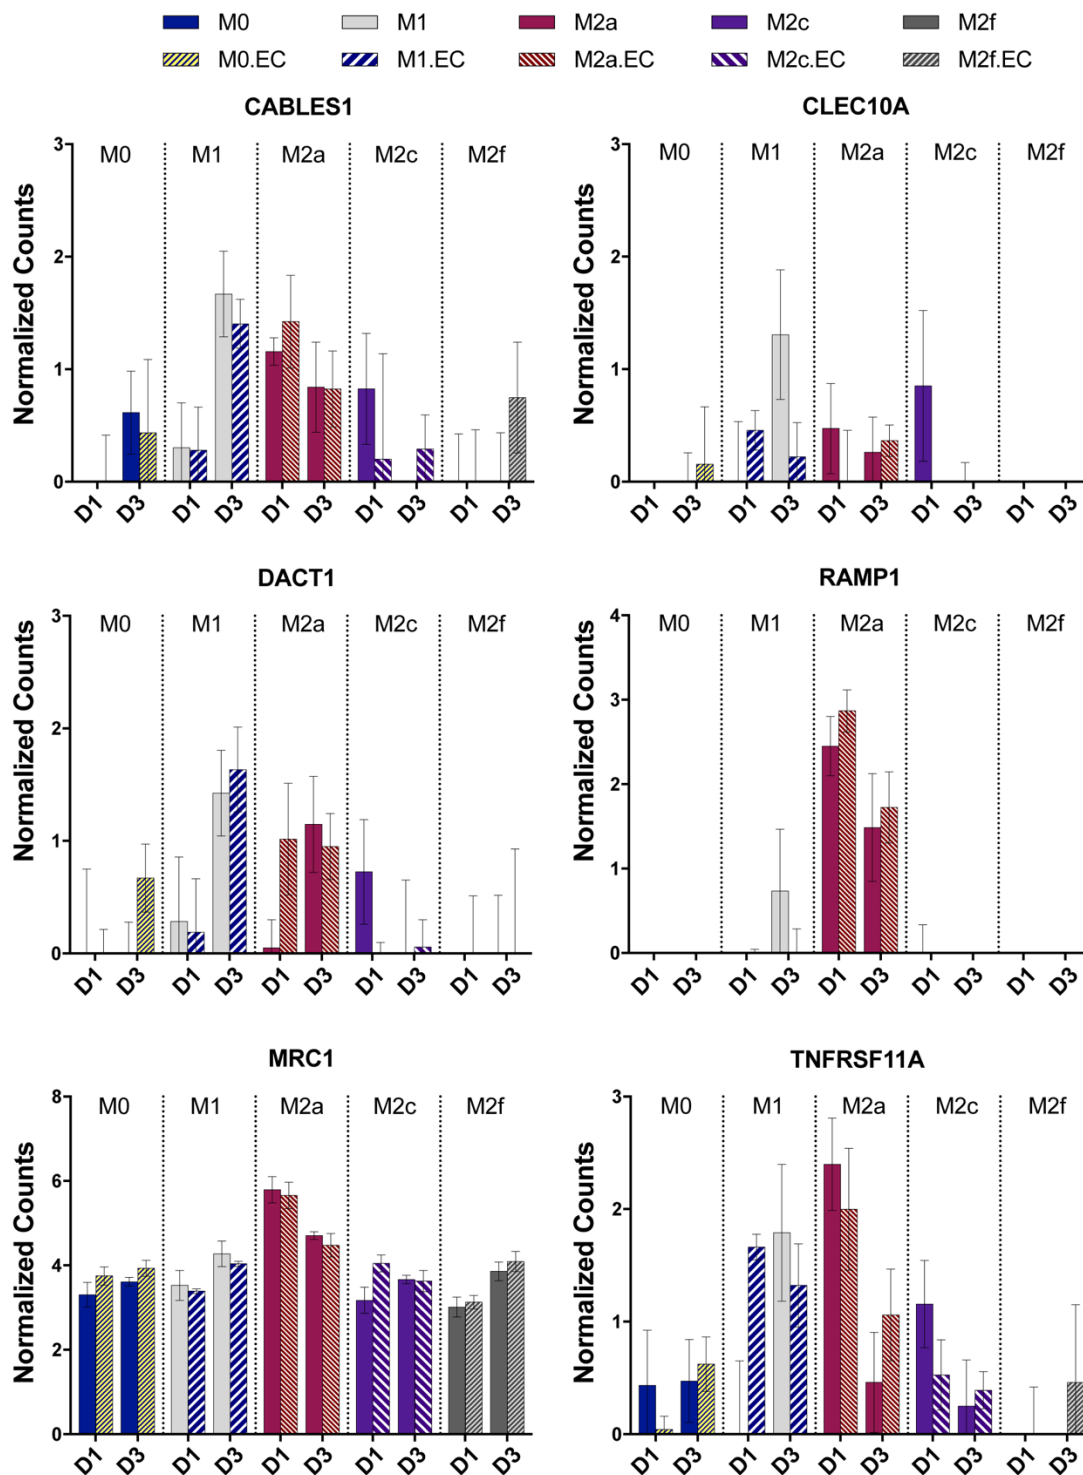 M0 M1 M2a M2c M2f
M0.EC M1.EC M2a.EC M2c.EC M2f.EC
CABLES1
Normalized Counts
3
2
1
0
M0 M1 M2a M2c M2f
D1 D3 D1 D3 D1 D3 D1 D3 D1 D3
CLEC10A
Normalized Counts
3
2
1
0
M0 M1 M2a M2c M2f
D1 D3 D1 D3 D1 D3 D1 D3 D1 D3
DACT1
Normalized Counts
3
2
1
0
M0 M1 M2a M2c M2f
D1 D3 D1 D3 D1 D3 D1 D3 D1 D3
RAMP1
Normalized Counts
4
3
2
1
0
M0 M1 M2a M2c M2f
D1 D3 D1 D3 D1 D3 D1 D3 D1 D3
MRC1
Normalized Counts
8
6
4
2
0
M0 M1 M2a M2c M2f
D1 D3 D1 D3 D1 D3 D1 D3 D1 D3
TNFRSF11A
Normalized Counts
3
2
1
0
M0 M1 M2a M2c M2f
D1 D3 D1 D3 D1 D3 D1 D3 D1 D3